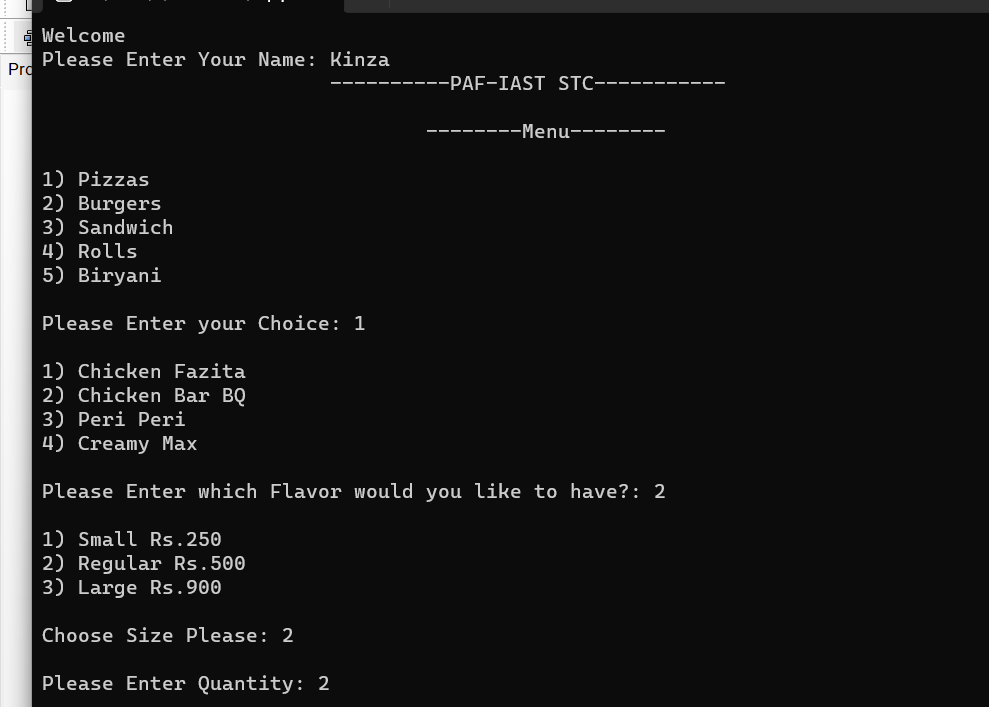 Welcome
Please Enter Your Name: Kinza
----------PAF-IAST STC-----------
--------Menu--------
1) Pizzas
2) Burgers
3) Sandwich
4) Rolls
5) Biryani
Please Enter your Choice: 1
1) Chicken Fazita
2) Chicken Bar BQ
3) Peri Peri
4) Creamy Max
Please Enter which Flavor would you like to have?: 2
1) Small Rs.250
2) Regular Rs.500
3) Large Rs.900
Choose Size Please: 2
Please Enter Quantity: 2